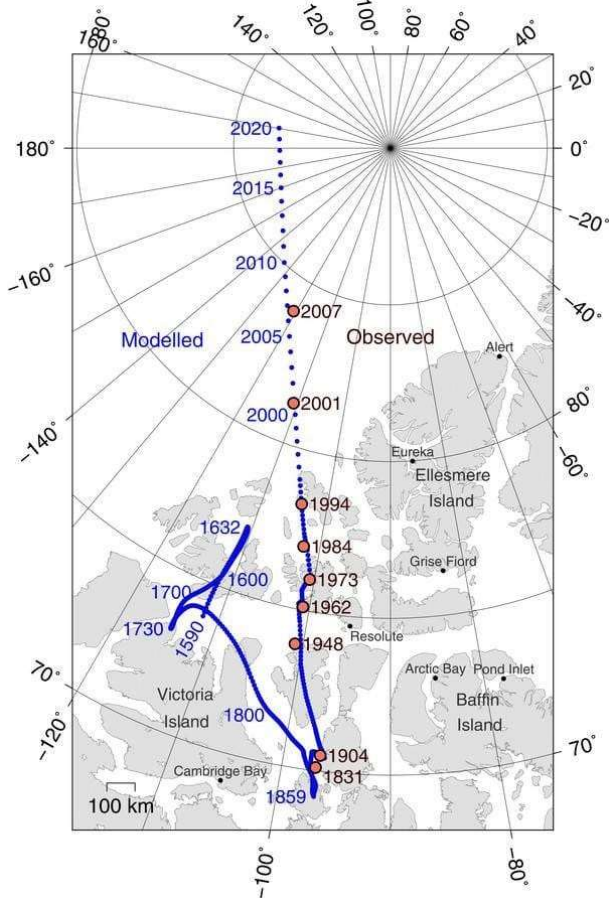 180˚
160˚
140˚
120˚
100˚
80˚
60˚
40˚
20˚
0˚
−20˚
−40˚
80˚
−60˚
70˚
−80˚
−100˚
−120˚
70˚
−140˚
−160˚
180˚
2020
2015
2010
2007
Modelled
2005
Observed
Alert
2001
2000
Eureka
Ellesmere
Island
1994
1632
1984
Grise Fiord
1600
1973
1700
1962
1730
1590
1948
Resolute
Arctic Bay
Pond Inlet
Victoria
Island
Baffin
Island
1800
1904
Cambridge Bay
1831
1859
100 km